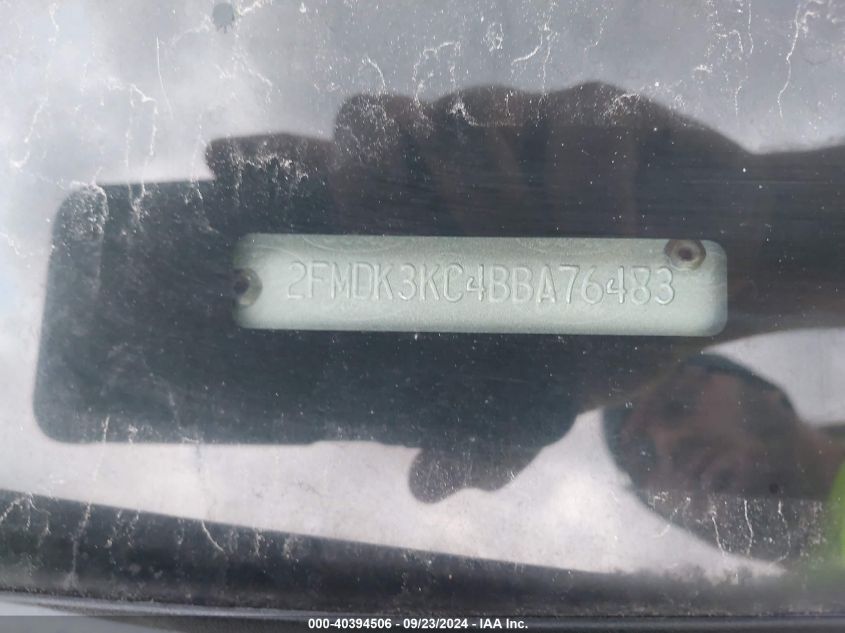 2FMDK3KC4BBA76483
000-40394506 - 09/23/2024 - IAA Inc.